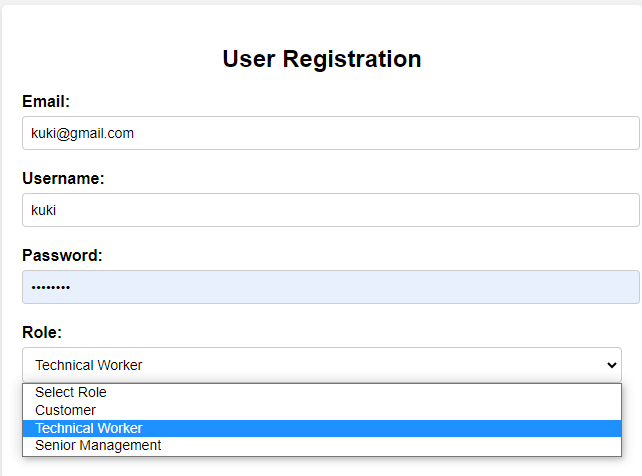 User Registration
Email:
kuki@gmail.com
Username:
kuki
Password:
••••••••
Role:
Technical Worker
Select Role
Customer
Technical Worker
Senior Management